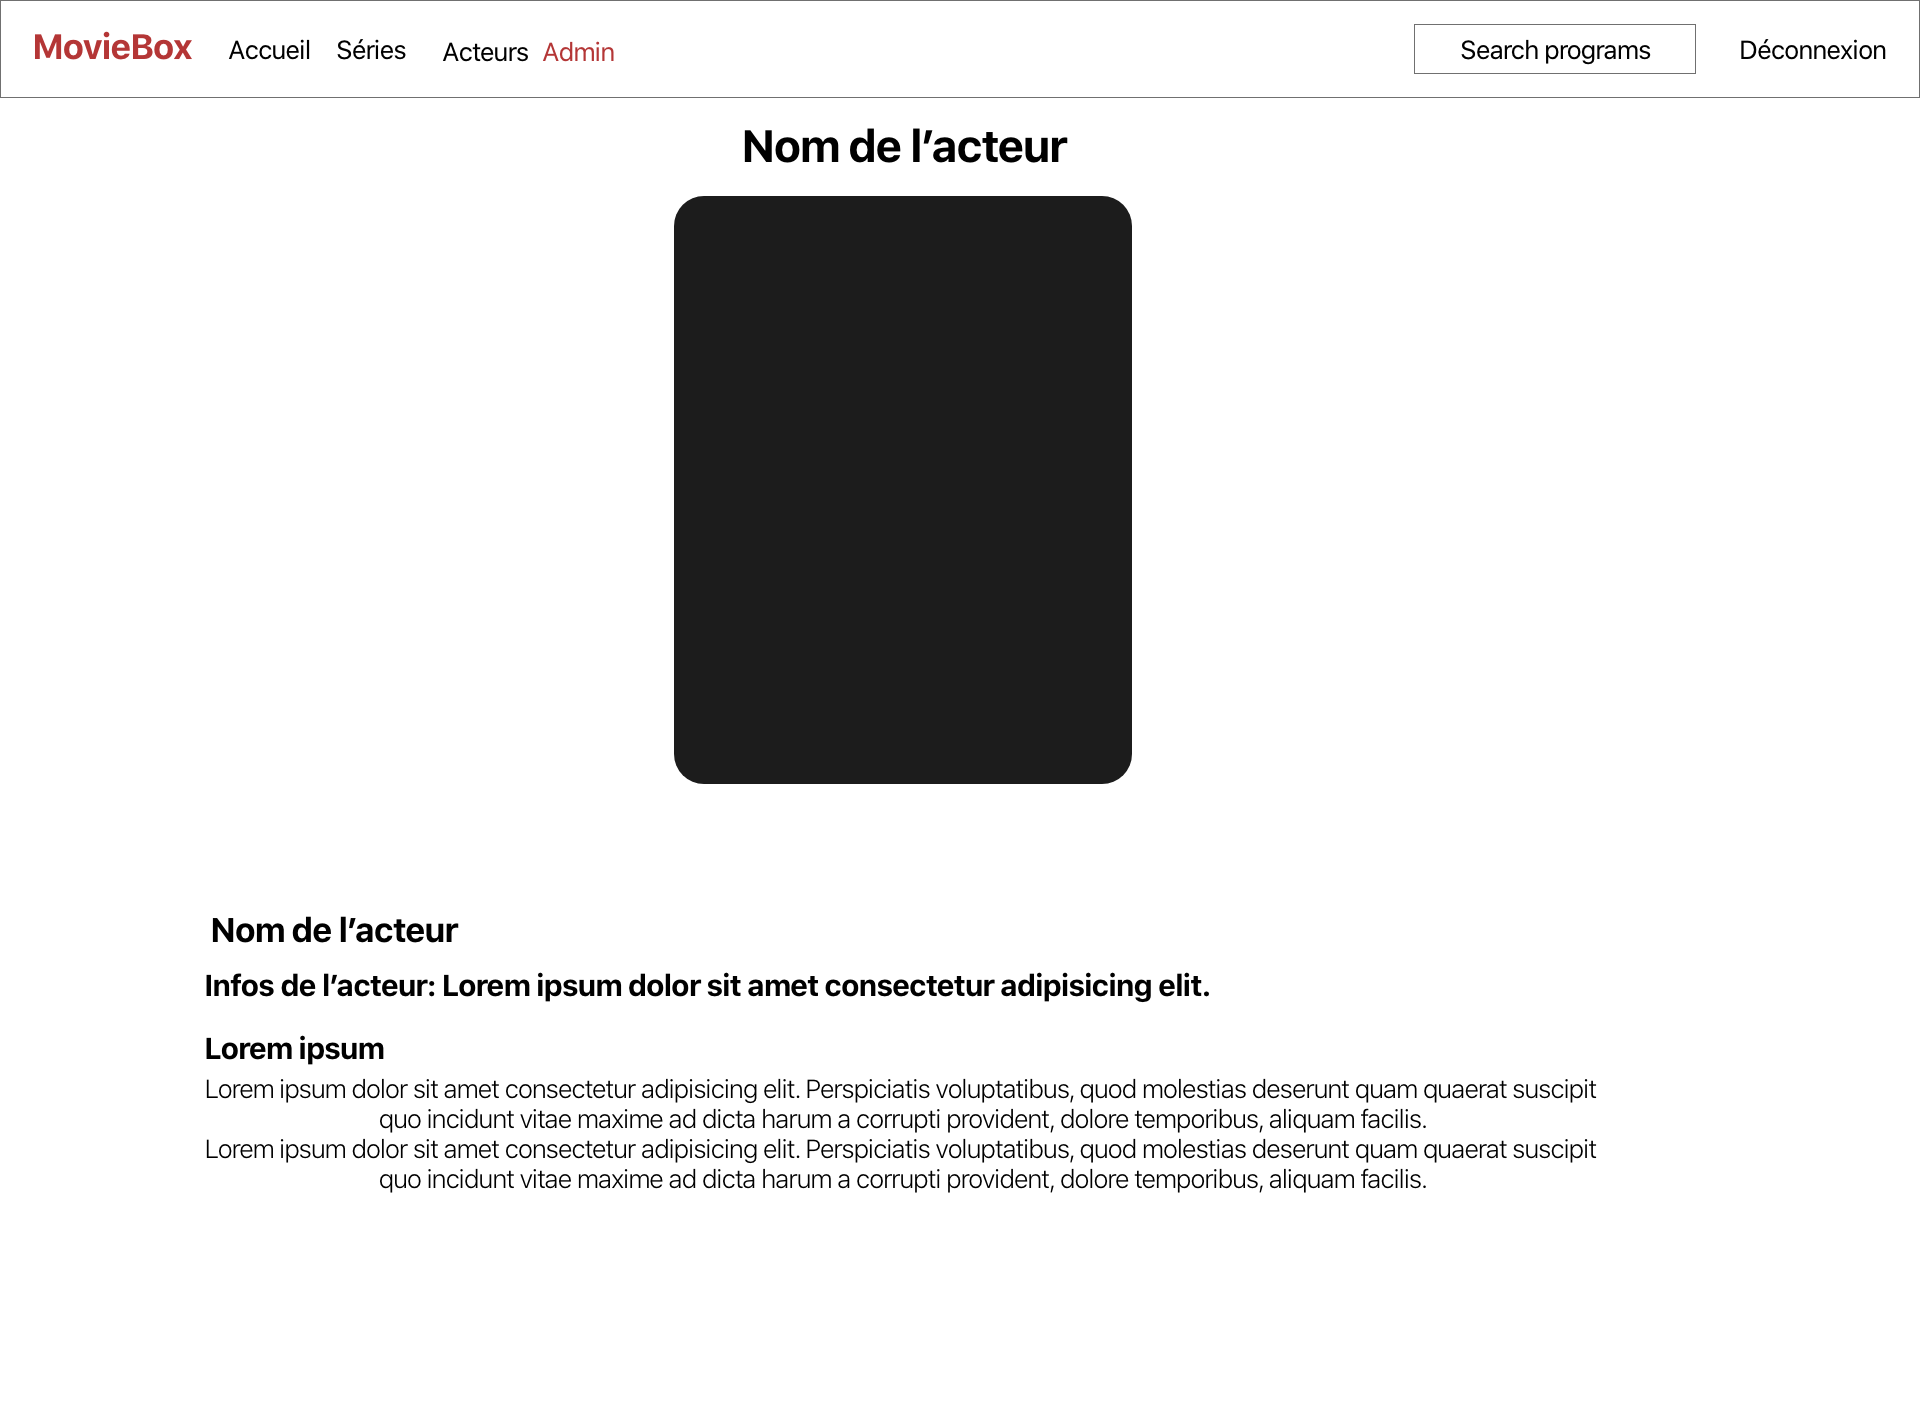 MovieBox Accueil Séries Acteurs Admin Search programs Déconnexion
Nom de l’acteur
Nom de l’acteur
Infos de l’acteur: Lorem ipsum dolor sit amet consectetur adipisicing elit.
Lorem ipsum
Lorem ipsum dolor sit amet consectetur adipisicing elit. Perspiciatis voluptatibus, quod molestias deserunt quam quaerat suscipit
quo incidunt vitae maxime ad dicta harum a corrupti provident, dolore temporibus, aliquam facilis.
Lorem ipsum dolor sit amet consectetur adipisicing elit. Perspiciatis voluptatibus, quod molestias deserunt quam quaerat suscipit
quo incidunt vitae maxime ad dicta harum a corrupti provident, dolore temporibus, aliquam facilis.